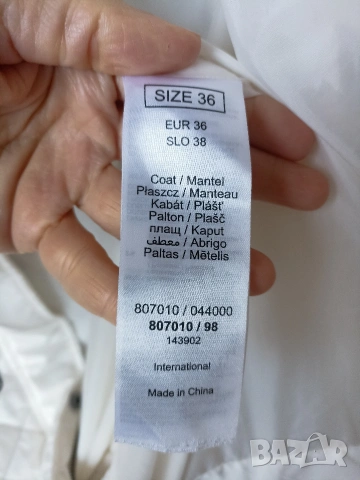 SIZE 36
EUR 36
SLO 38
Coat / Mantel
Płaszcz / Manteau
Kabát / Plášť
Palton / Plašč
плащ / Kaput
معطف / Abrigo
Paltas / Mētelis
807010 / 044000
807010 / 98
143902
International
Made in China
BAZAR